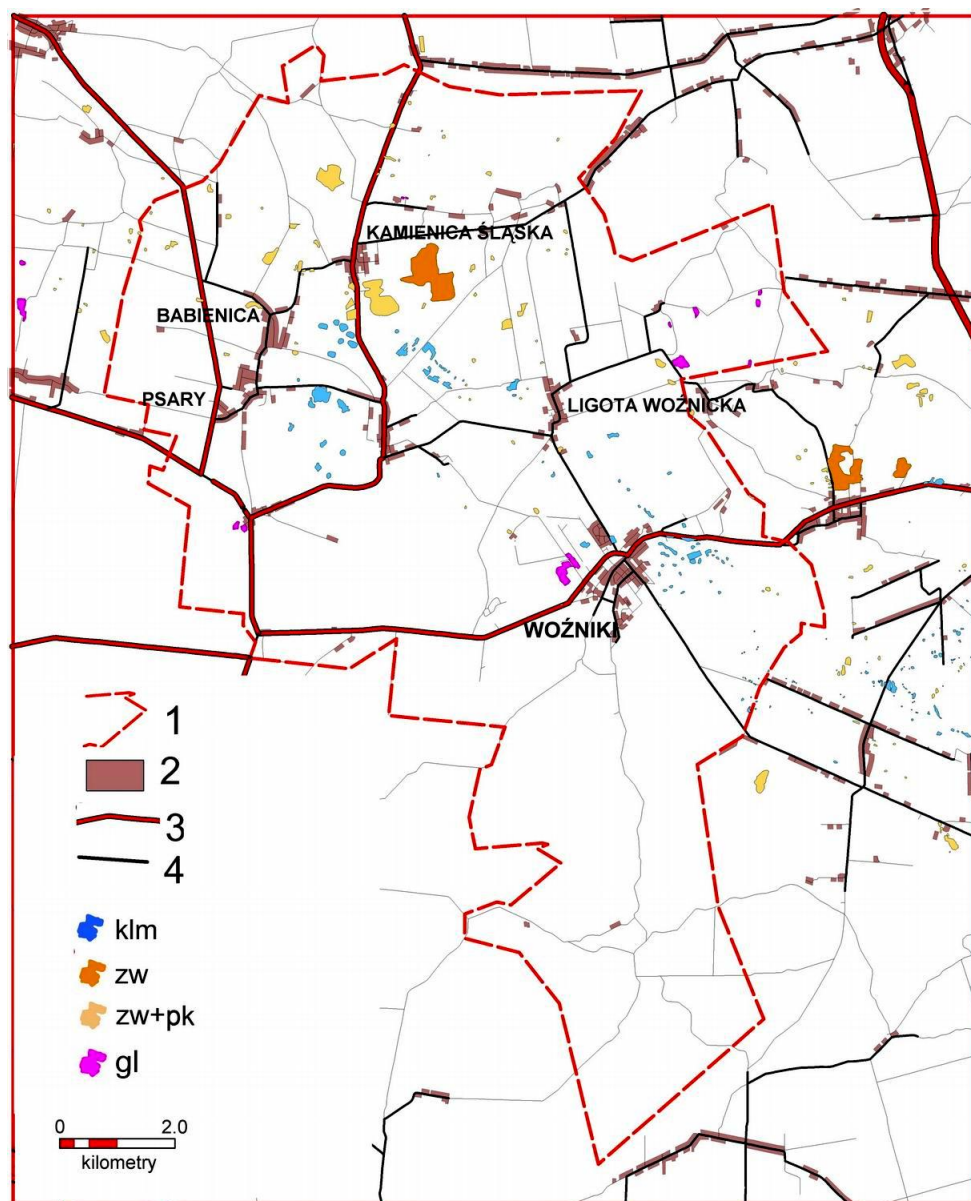 KAMIENICA ŚLĄSKA
BABIENICA
PSARY
LIGOTA WOŹNICKA
WOŹNIKI
1
2
3
4
klm
zw
zw+pk
gl
0 2.0
kilometry